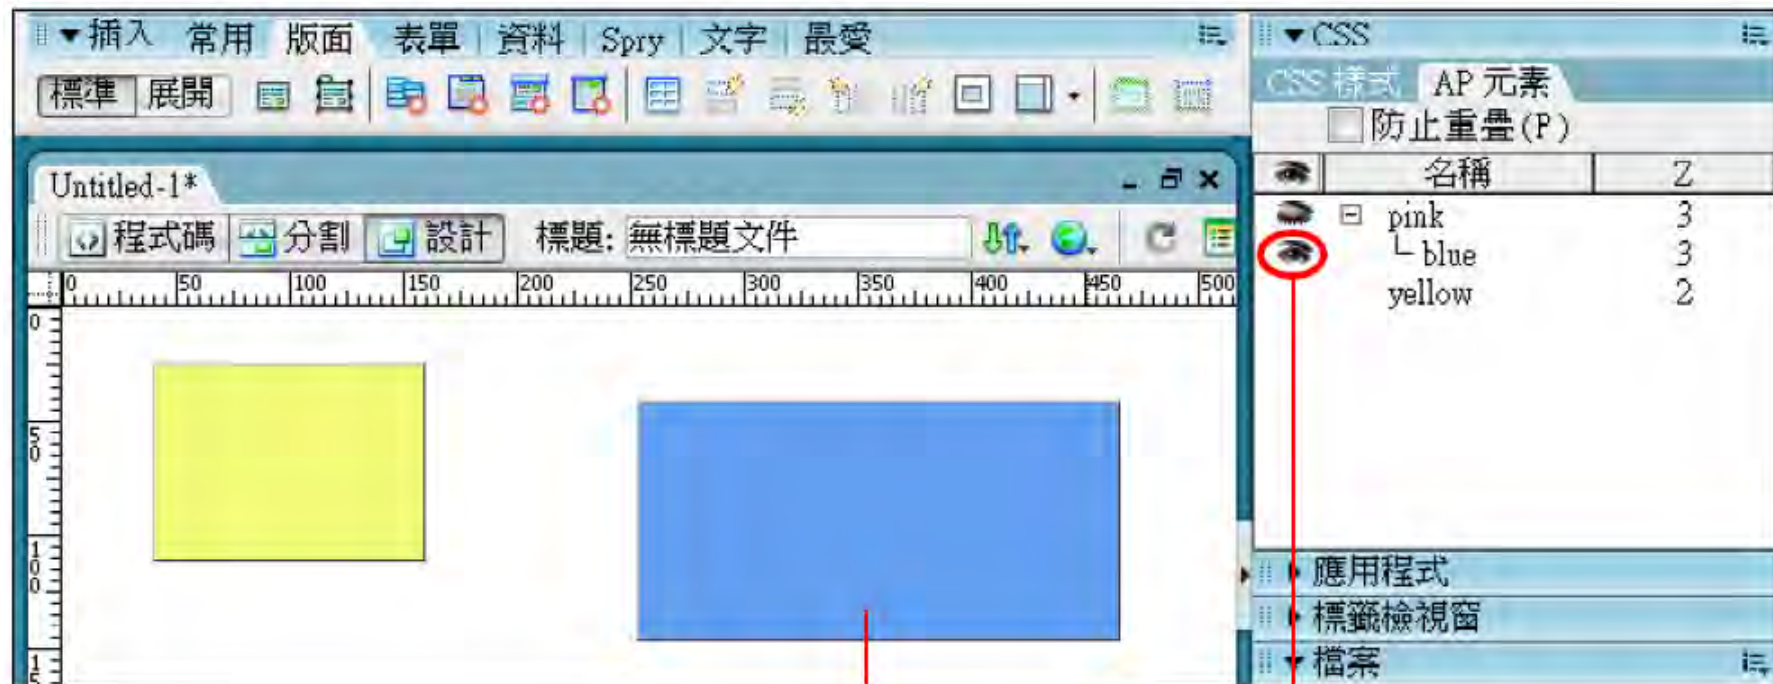 ▼插入 常用 版面 表單 資料 Spry 文字 最愛
標準 展開
Untitled-1*
程式碼 分割 設計 標題: 無標題文件
0 50 100 150 200 250 300 350 400 450 500
0
50
100
15
▼CSS
CSS 樣式 AP 元素
防止重疊(P)
名稱 Z
pink 3
blue 3
yellow 2
應用程式
標籤檢視窗
▼檔案